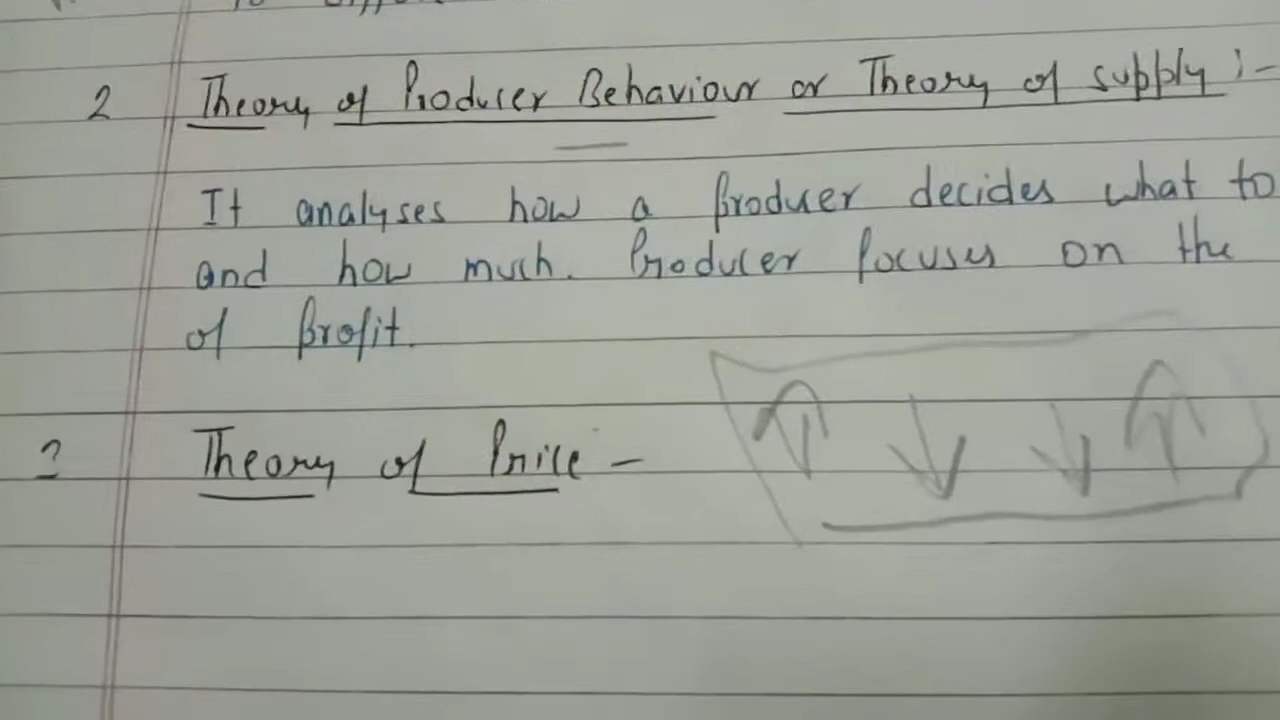 2 Theory of Producer Behaviour or Theory of supply :-
It analyses how a producer decides what to
and how much. Producer focuses on the
of profit.
3 Theory of Price -